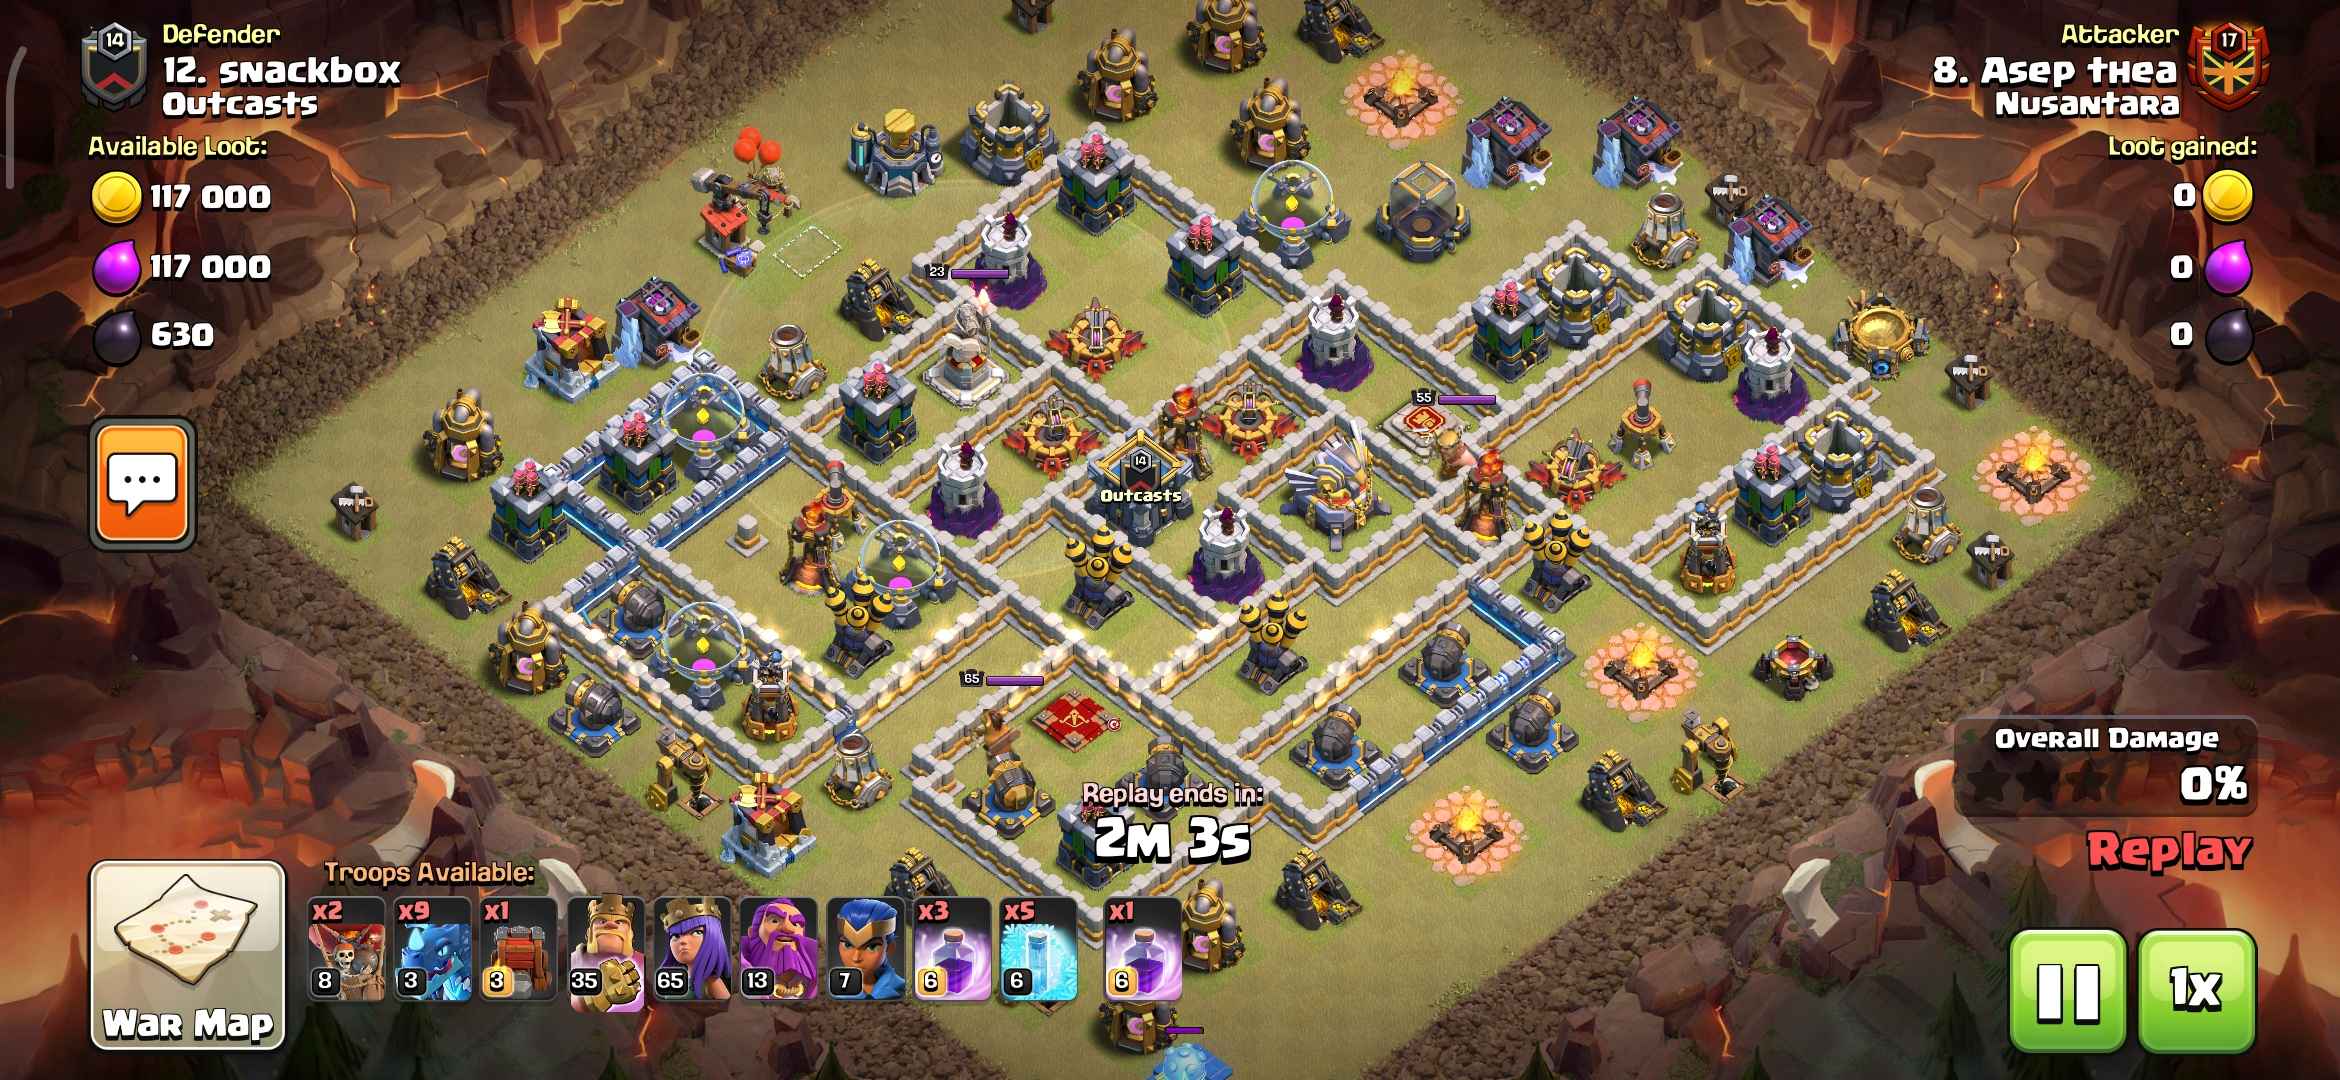 14
Defender
12. snackbox
Outcasts
Available Loot:
117 000
117 000
630
17
Attacker
8. Asep thea
Nusantara
Loot gained:
0
0
0
23
55
14
Outcasts
65
Overall Damage
0%
Replay
Replay ends in:
2m 3s
War Map
Troops Available:
x2
x9
x1
x3
x5
x1
8
3
3
35
65
13
7
6
6
6
1x